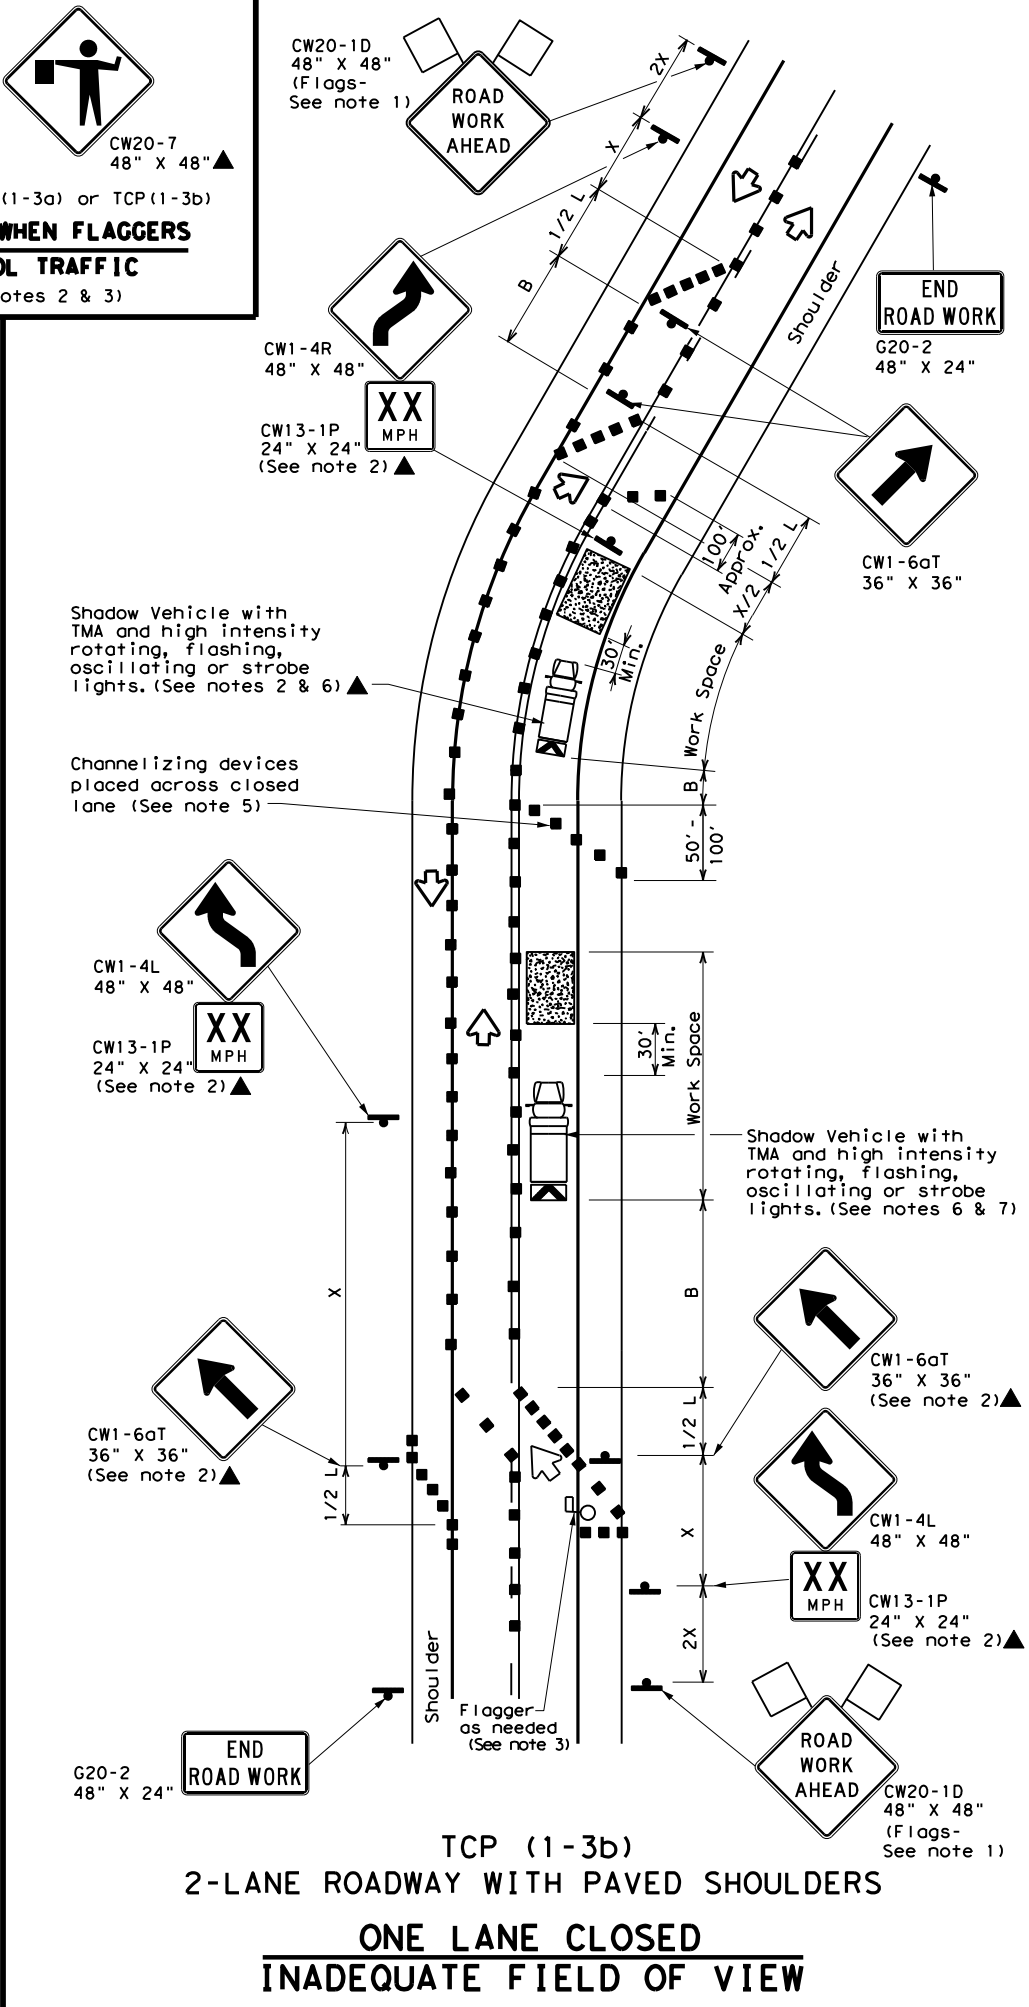 CW20-7
48" X 48"▲
(1-3a) or TCP(1-3b)
WHEN FLAGGERS
OL TRAFFIC
otes 2 & 3)
CW20-1D
48" X 48"
(Flags-
See note 1)
ROAD
WORK
AHEAD
2X
X
1/2 L
B
CW1-4R
48" X 48"
XX
MPH
CW13-1P
24" X 24"
(See note 2)▲
Shoulder
END
ROAD WORK
G20-2
48" X 24"
CW1-6aT
36" X 36"
100'
Approx.
1/2 L
X/2
30'
Min.
Work Space
B
50'-
100'
Shadow Vehicle with
TMA and high intensity
rotating, flashing,
oscillating or strobe
lights. (See notes 2 & 6)▲
Channelizing devices
placed across closed
lane (See note 5)
CW1-4L
48" X 48"
XX
MPH
CW13-1P
24" X 24"
(See note 2)▲
30'
Min.
Work Space
Shadow Vehicle with
TMA and high intensity
rotating, flashing,
oscillating or strobe
lights. (See notes 6 & 7)
X
B
CW1-6aT
36" X 36"
(See note 2)▲
1/2 L
CW1-6aT
36" X 36"
(See note 2)▲
1/2 L
X
CW1-4L
48" X 48"
XX
MPH
CW13-1P
24" X 24"
(See note 2)▲
2X
Shoulder
Flagger
as needed
(See note 3)
END
ROAD WORK
G20-2
48" X 24"
ROAD
WORK
AHEAD
CW20-1D
48" X 48"
(Flags-
See note 1)
TCP (1-3b)
2-LANE ROADWAY WITH PAVED SHOULDERS
ONE LANE CLOSED
INADEQUATE FIELD OF VIEW